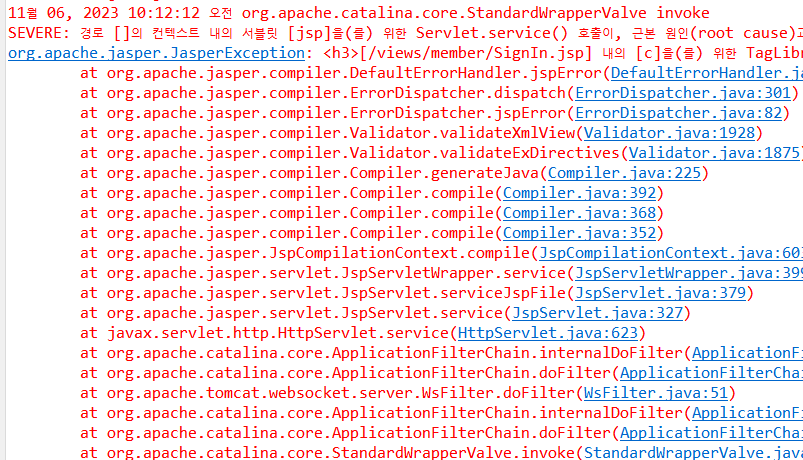 11월 06, 2023 10:12:12 오전 org.apache.catalina.core.StandardWrapperValve invoke
SEVERE: 경로 []의 컨텍스트 내의 서블릿 [jsp]을(를) 위한 Servlet.service() 호출이, 근본 원인(root cause)과
org.apache.jasper.JasperException: <h3>[/views/member/SignIn.jsp] 내의 [c]을(를) 위한 TagLibr
at org.apache.jasper.compiler.DefaultErrorHandler.jspError(DefaultErrorHandler.ja
at org.apache.jasper.compiler.ErrorDispatcher.dispatch(ErrorDispatcher.java:301)
at org.apache.jasper.compiler.ErrorDispatcher.jspError(ErrorDispatcher.java:82)
at org.apache.jasper.compiler.Validator.validateXmlView(Validator.java:1928)
at org.apache.jasper.compiler.Validator.validateExDirectives(Validator.java:1875)
at org.apache.jasper.compiler.Compiler.generateJava(Compiler.java:225)
at org.apache.jasper.compiler.Compiler.compile(Compiler.java:392)
at org.apache.jasper.compiler.Compiler.compile(Compiler.java:368)
at org.apache.jasper.compiler.Compiler.compile(Compiler.java:352)
at org.apache.jasper.JspCompilationContext.compile(JspCompilationContext.java:603
at org.apache.jasper.servlet.JspServletWrapper.service(JspServletWrapper.java:399
at org.apache.jasper.servlet.JspServlet.serviceJspFile(JspServlet.java:379)
at org.apache.jasper.servlet.JspServlet.service(JspServlet.java:327)
at javax.servlet.http.HttpServlet.service(HttpServlet.java:623)
at org.apache.catalina.core.ApplicationFilterChain.internalDoFilter(ApplicationFi
at org.apache.catalina.core.ApplicationFilterChain.doFilter(ApplicationFilterChai
at org.apache.tomcat.websocket.server.WsFilter.doFilter(WsFilter.java:51)
at org.apache.catalina.core.ApplicationFilterChain.internalDoFilter(ApplicationFi
at org.apache.catalina.core.ApplicationFilterChain.doFilter(ApplicationFilterChai
at org.apache.catalina.core.StandardWrapperValve.invoke(StandardWrapperValve.java